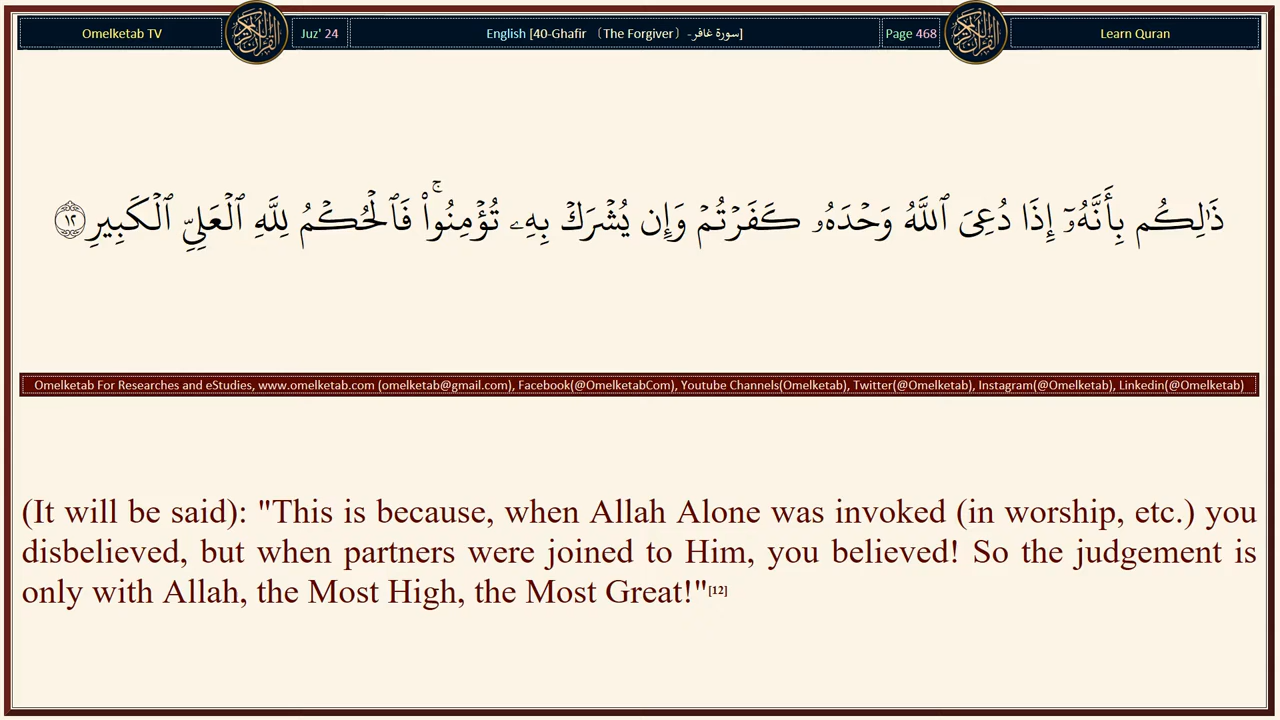 Omelketab TV
Juz' 24
English [40-Ghafir （The Forgiver） -سورة غافر]
Page 468
Learn Quran
ذَٰلِكُم بِأَنَّهُۥٓ إِذَا دُعِىَ ٱللَّهُ وَحْدَهُۥ كَفَرْتُمْ وَإِن يُشْرَكْ بِهِۦ تُؤْمِنُوا۟ ۚ فَٱلْحُكْمُ لِلَّهِ ٱلْعَلِىِّ ٱلْكَبِيرِ ١٢
Omelketab For Researches and eStudies, www.omelketab.com (omelketab@gmail.com), Facebook(@OmelketabCom), Youtube Channels(Omelketab), Twitter(@Omelketab), Instagram(@Omelketab), Linkedin(@Omelketab)
(It will be said): "This is because, when Allah Alone was invoked (in worship, etc.) you
disbelieved, but when partners were joined to Him, you believed! So the judgement is
only with Allah, the Most High, the Most Great!"[12]